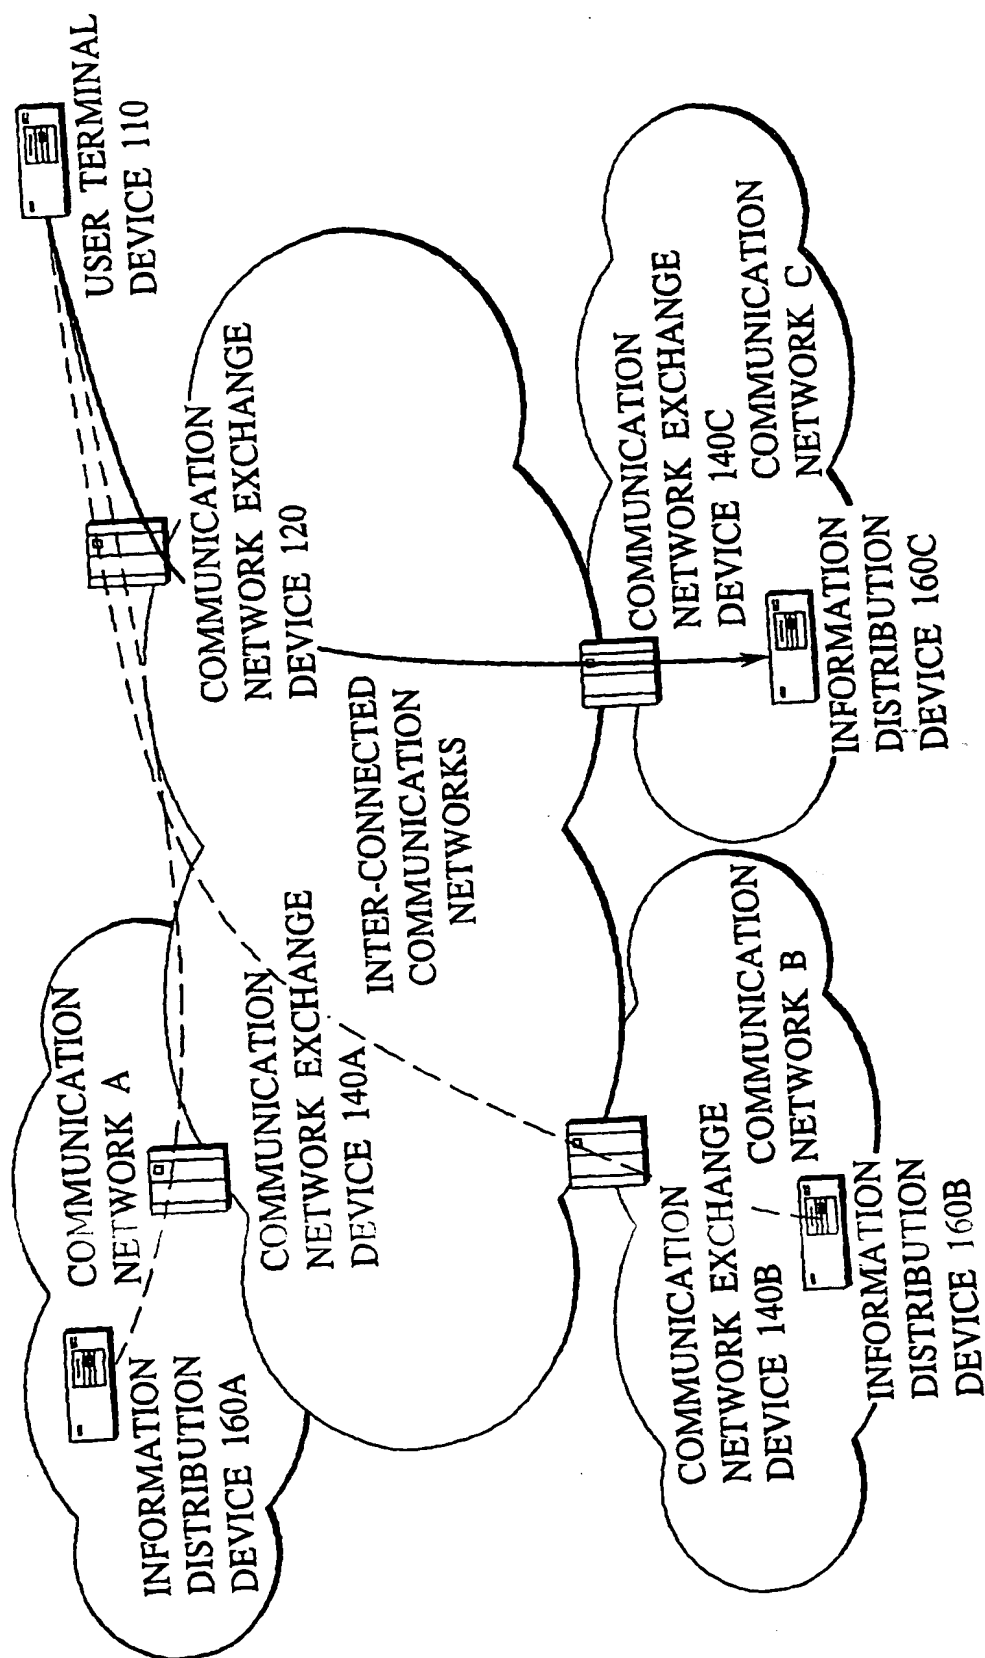 USER TERMINAL
DEVICE 110
COMMUNICATION
NETWORK EXCHANGE
DEVICE 120
COMMUNICATION
NETWORK A
INFORMATION
DISTRIBUTION
DEVICE 160A
COMMUNICATION
NETWORK EXCHANGE
DEVICE 140A
INTER-CONNECTED
COMMUNICATION
NETWORKS
COMMUNICATION
NETWORK EXCHANGE
DEVICE 140B
COMMUNICATION
NETWORK B
INFORMATION
DISTRIBUTION
DEVICE 160B
COMMUNICATION
NETWORK EXCHANGE
DEVICE 140C
COMMUNICATION
NETWORK C
INFORMATION
DISTRIBUTION
DEVICE 160C